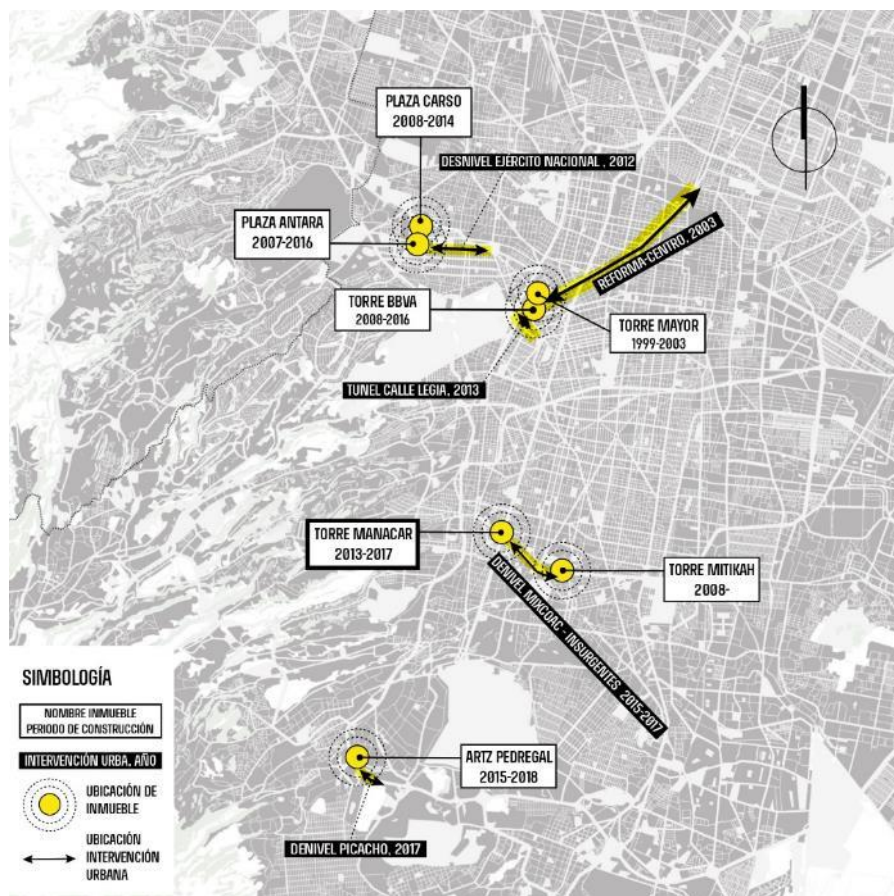 PLAZA CARSO
2008-2014
DESNIVEL EJÉRCITO NACIONAL , 2012
PLAZA ANTARA
2007-2016
REFORMA-CENTRO, 2003
TORRE BBVA
2008-2016
TORRE MAYOR
1999-2003
TUNEL CALLE LEGIA, 2013
TORRE MANACAR
2013-2017
TORRE MITIKAH
2008-
DENIVEL MIXCOAC - INSURGENTES 2015-2017
SIMBOLOGÍA
NOMBRE INMUEBLE
PERIODO DE CONSTRUCCIÓN
INTERVENCIÓN URBA, AÑO
UBICACIÓN DE
INMUEBLE
UBICACIÓN
INTERVENCIÓN
URBANA
ARTZ PEDREGAL
2015-2018
DENIVEL PICACHO, 2017